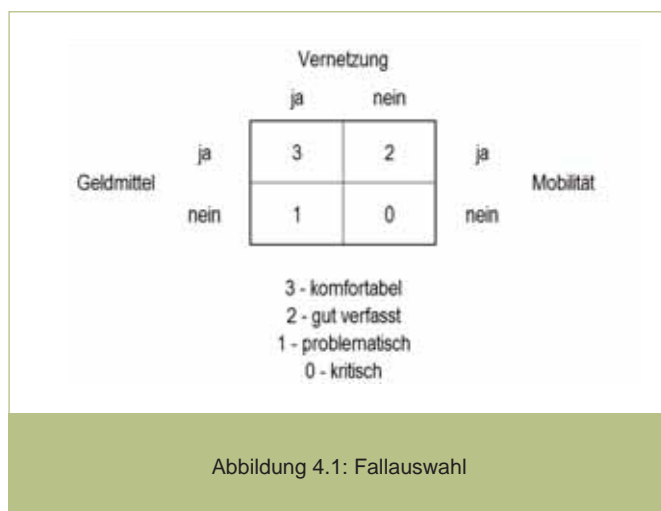 Vernetzung
ja nein
ja 3 2 ja
Geldmittel Mobilität
nein 1 0 nein
3 - komfortabel
2 - gut verfasst
1 - problematisch
0 - kritisch
Abbildung 4.1: Fallauswahl